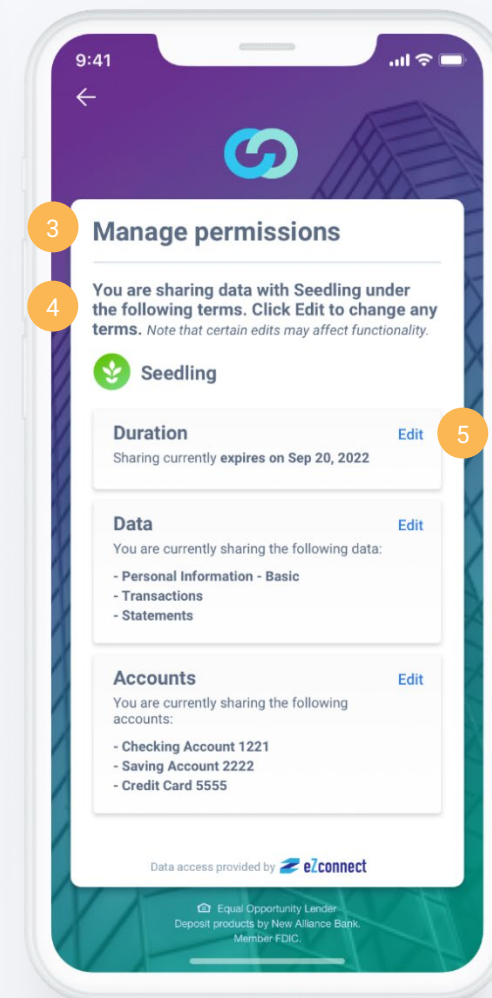 9:41
3
Manage permissions
4
You are sharing data with Seedling under
the following terms. Click Edit to change any
terms. Note that certain edits may affect functionality.
Seedling
Duration
Edit
5
Sharing currently expires on Sep 20, 2022
Data
Edit
You are currently sharing the following data:
- Personal Information - Basic
- Transactions
- Statements
Accounts
Edit
You are currently sharing the following
accounts:
- Checking Account 1221
- Saving Account 2222
- Credit Card 5555
Data access provided by eZconnect
Equal Opportunity Lender
Deposit products by New Alliance Bank.
Member FDIC.